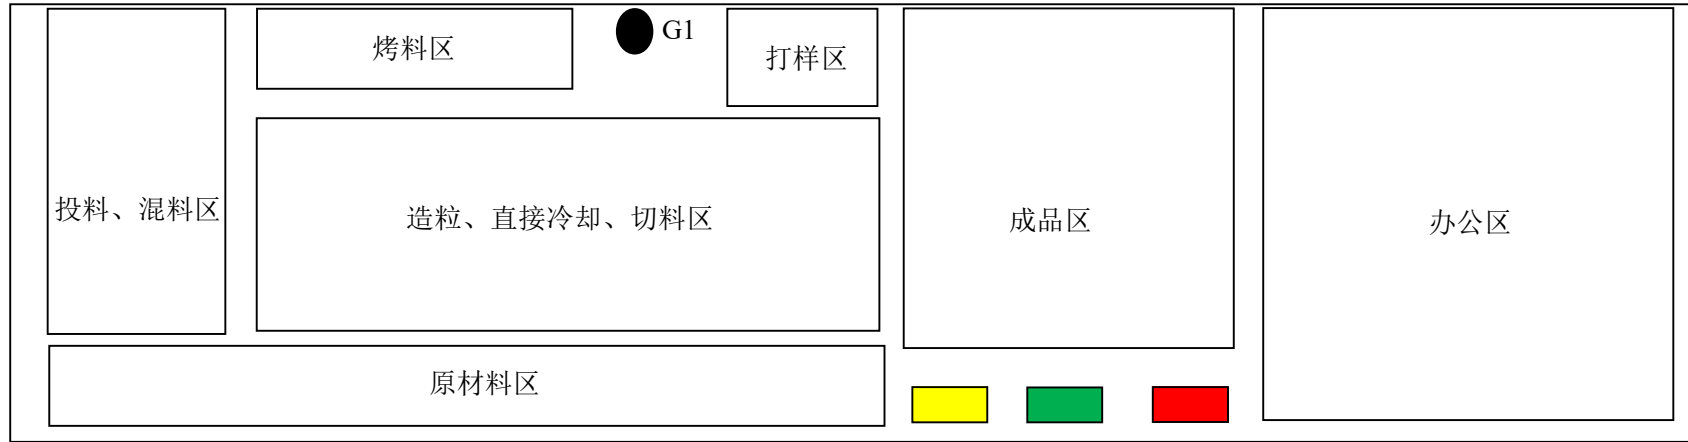 烤料区
G1
打样区
投料、混料区
造粒、直接冷却、切料区
成品区
办公区
原材料区